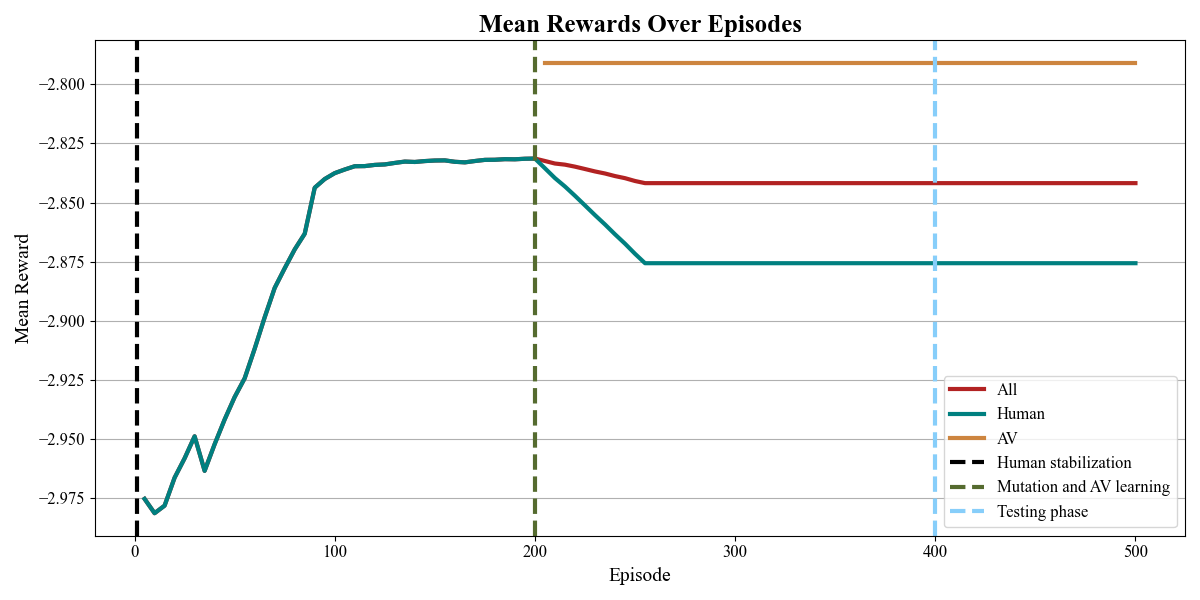 Mean Rewards Over Episodes
Mean Reward
−2.800
−2.825
−2.850
−2.875
−2.900
−2.925
−2.950
−2.975
All
Human
AV
Human stabilization
Mutation and AV learning
Testing phase
0 100 200 300 400 500
Episode